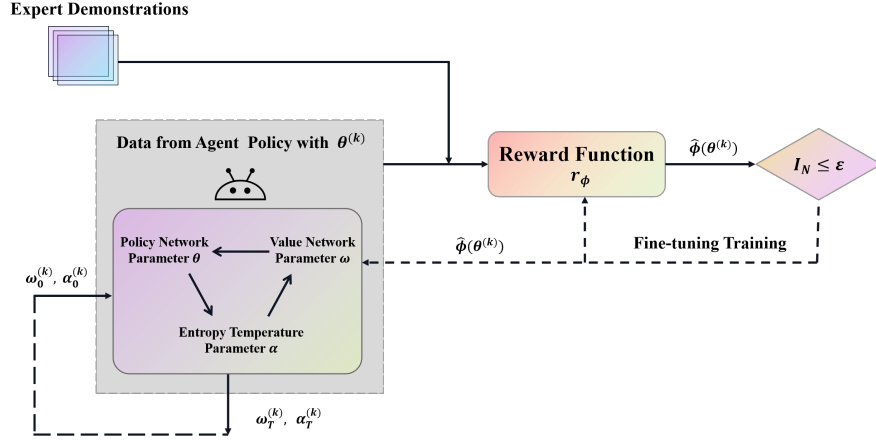 Expert Demonstrations
Data from Agent Policy with θ^(k)
Reward Function
r_ϕ
ϕ̂(θ^(k))
I_N ≤ ε
Policy Network
Parameter θ
Value Network
Parameter ω
ϕ̂(θ^(k))
Fine-tuning Training
ω_0^(k), α_0^(k)
Entropy Temperature
Parameter α
ω_T^(k), α_T^(k)